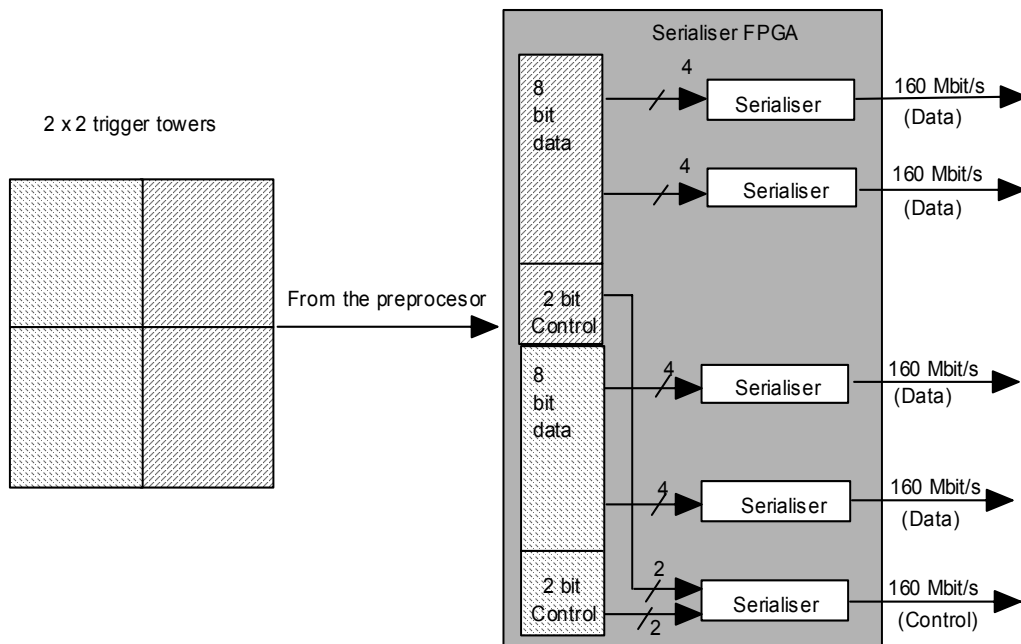 Serialiser FPGA
2 x 2 trigger towers
From the preprocesor
8
bit
data
2 bit
Control
8
bit
data
2 bit
Control
4
Serialiser
160 Mbit/s
(Data)
4
Serialiser
160 Mbit/s
(Data)
4
Serialiser
160 Mbit/s
(Data)
4
Serialiser
160 Mbit/s
(Data)
2
2
Serialiser
160 Mbit/s
(Control)